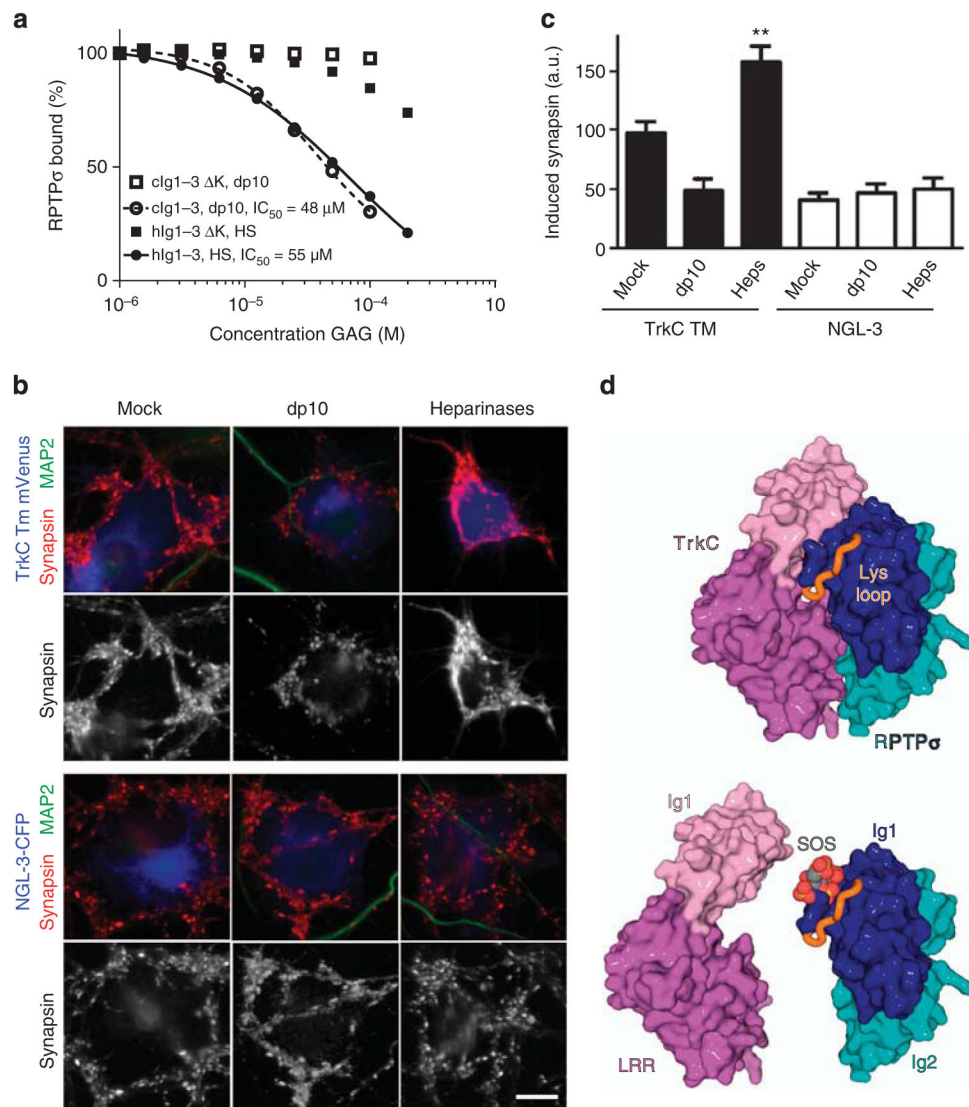 a
RPTPσ bound (%)
100
50
0
cIg1–3 ΔK, dp10
cIg1–3, dp10, IC50 = 48 µM
hIg1–3 ΔK, HS
hIg1–3, HS, IC50 = 55 µM
10–6
10–5
10–4
10
Concentration GAG (M)
c
Induced synapsin (a.u.)
150
100
50
0
**
Mock
dp10
Heps
Mock
dp10
Heps
TrkC TM
NGL-3
b
Mock
dp10
Heparinases
TrkC Tm mVenus
Synapsin MAP2
Synapsin
NGL-3-CFP
Synapsin MAP2
Synapsin
d
TrkC
Lys
loop
RPTPσ
Ig1
SOS
Ig1
LRR
Ig2